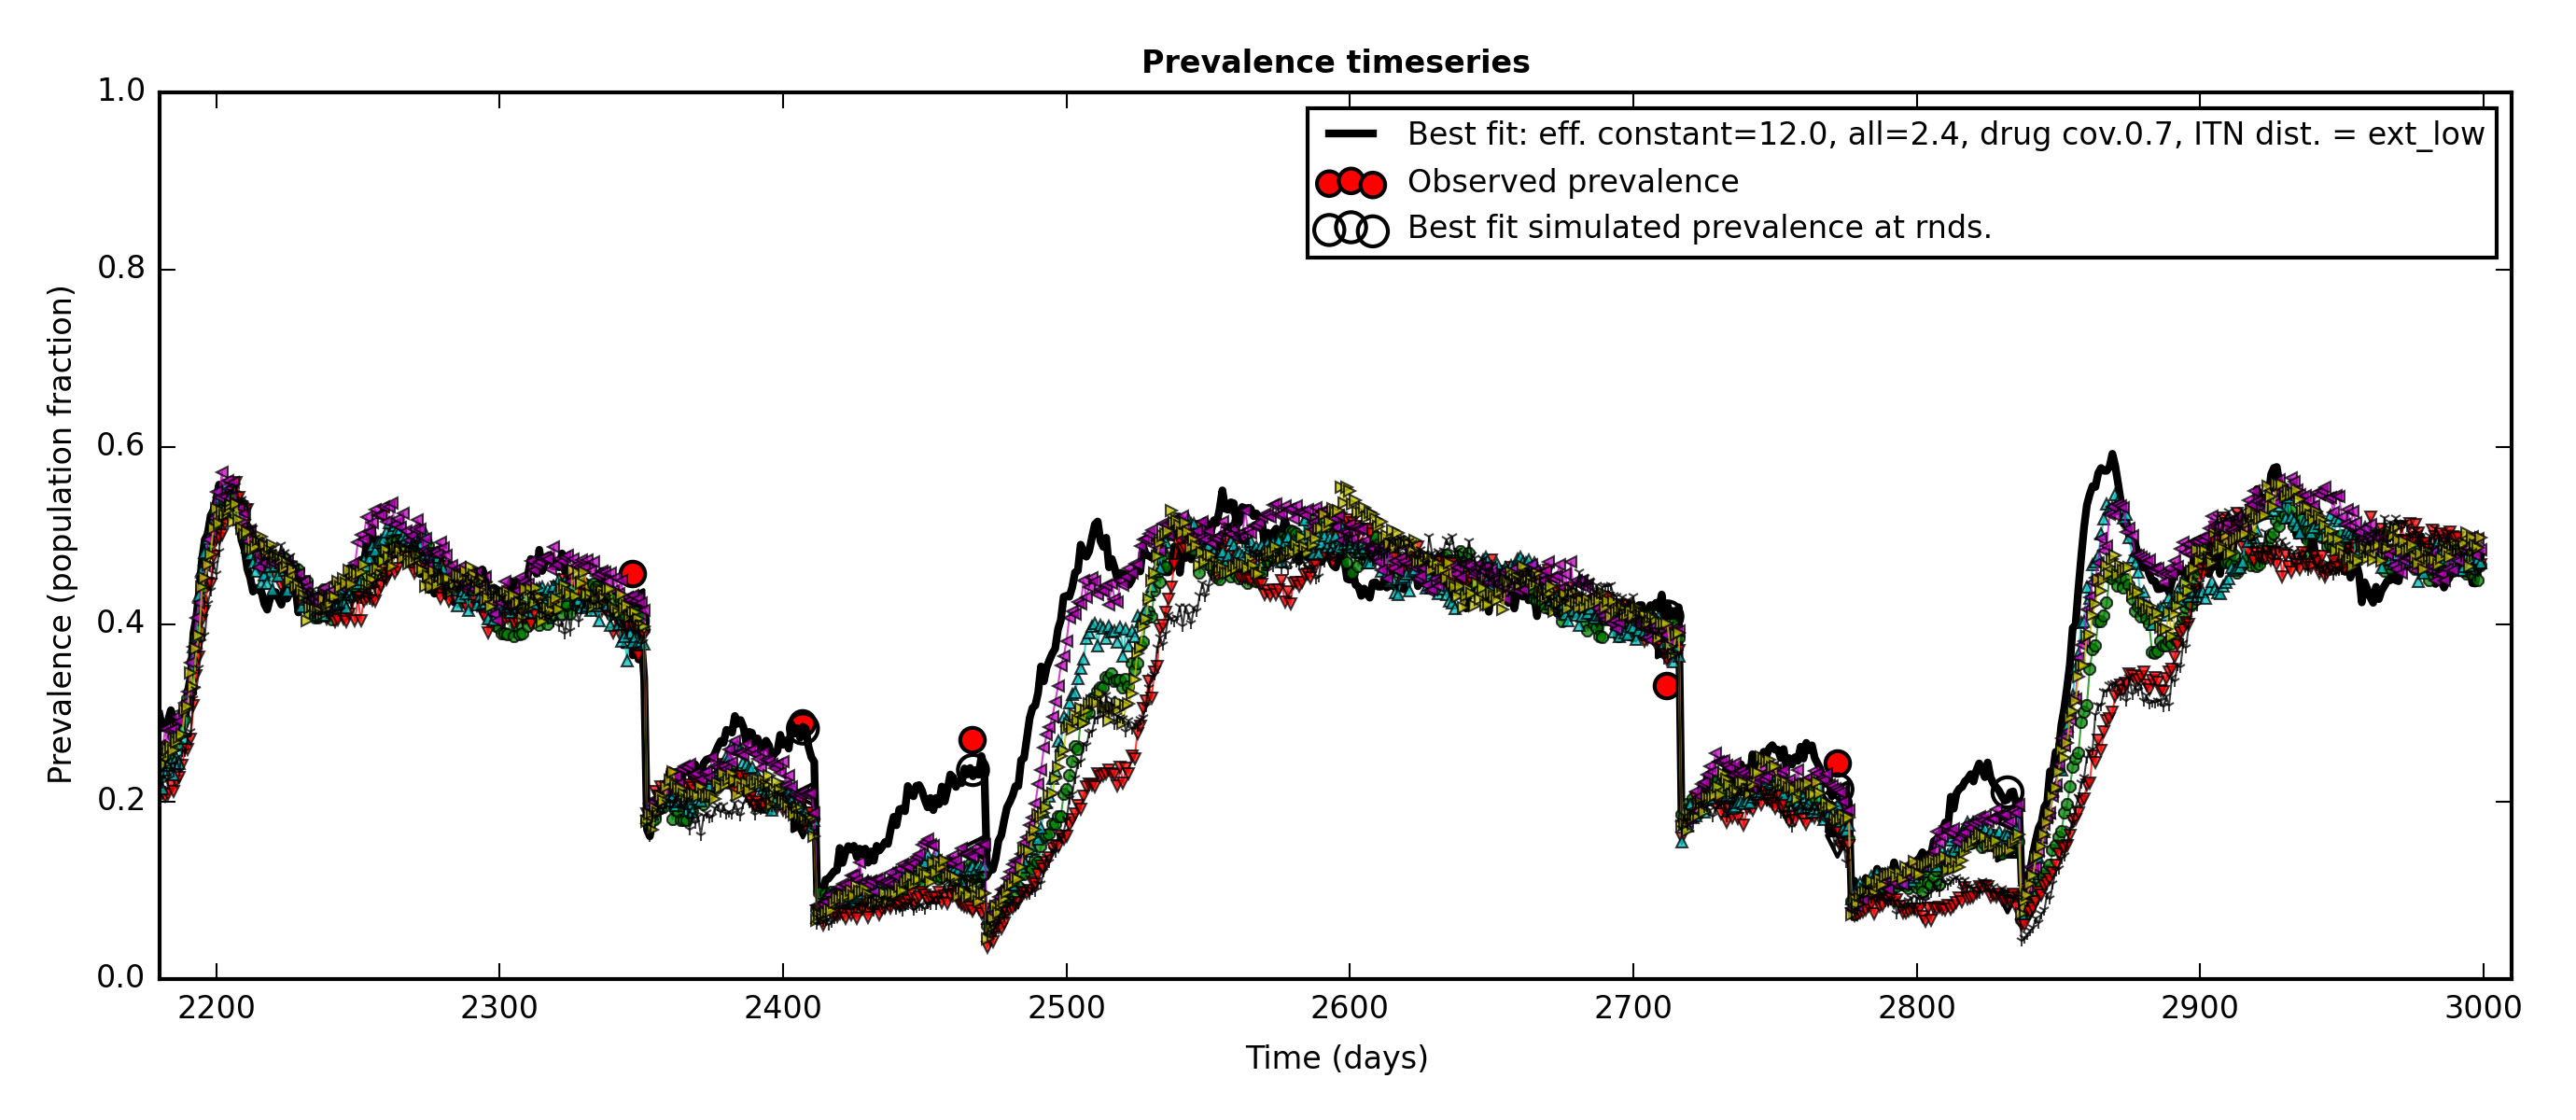 Prevalence timeseries
1.0
0.8
0.6
0.4
0.2
0.0
Prevalence (population fraction)
Best fit: eff. constant=12.0, all=2.4, drug cov.0.7, ITN dist. = ext_low
Observed prevalence
Best fit simulated prevalence at rnds.
2200 2300 2400 2500 2600 2700 2800 2900 3000
Time (days)